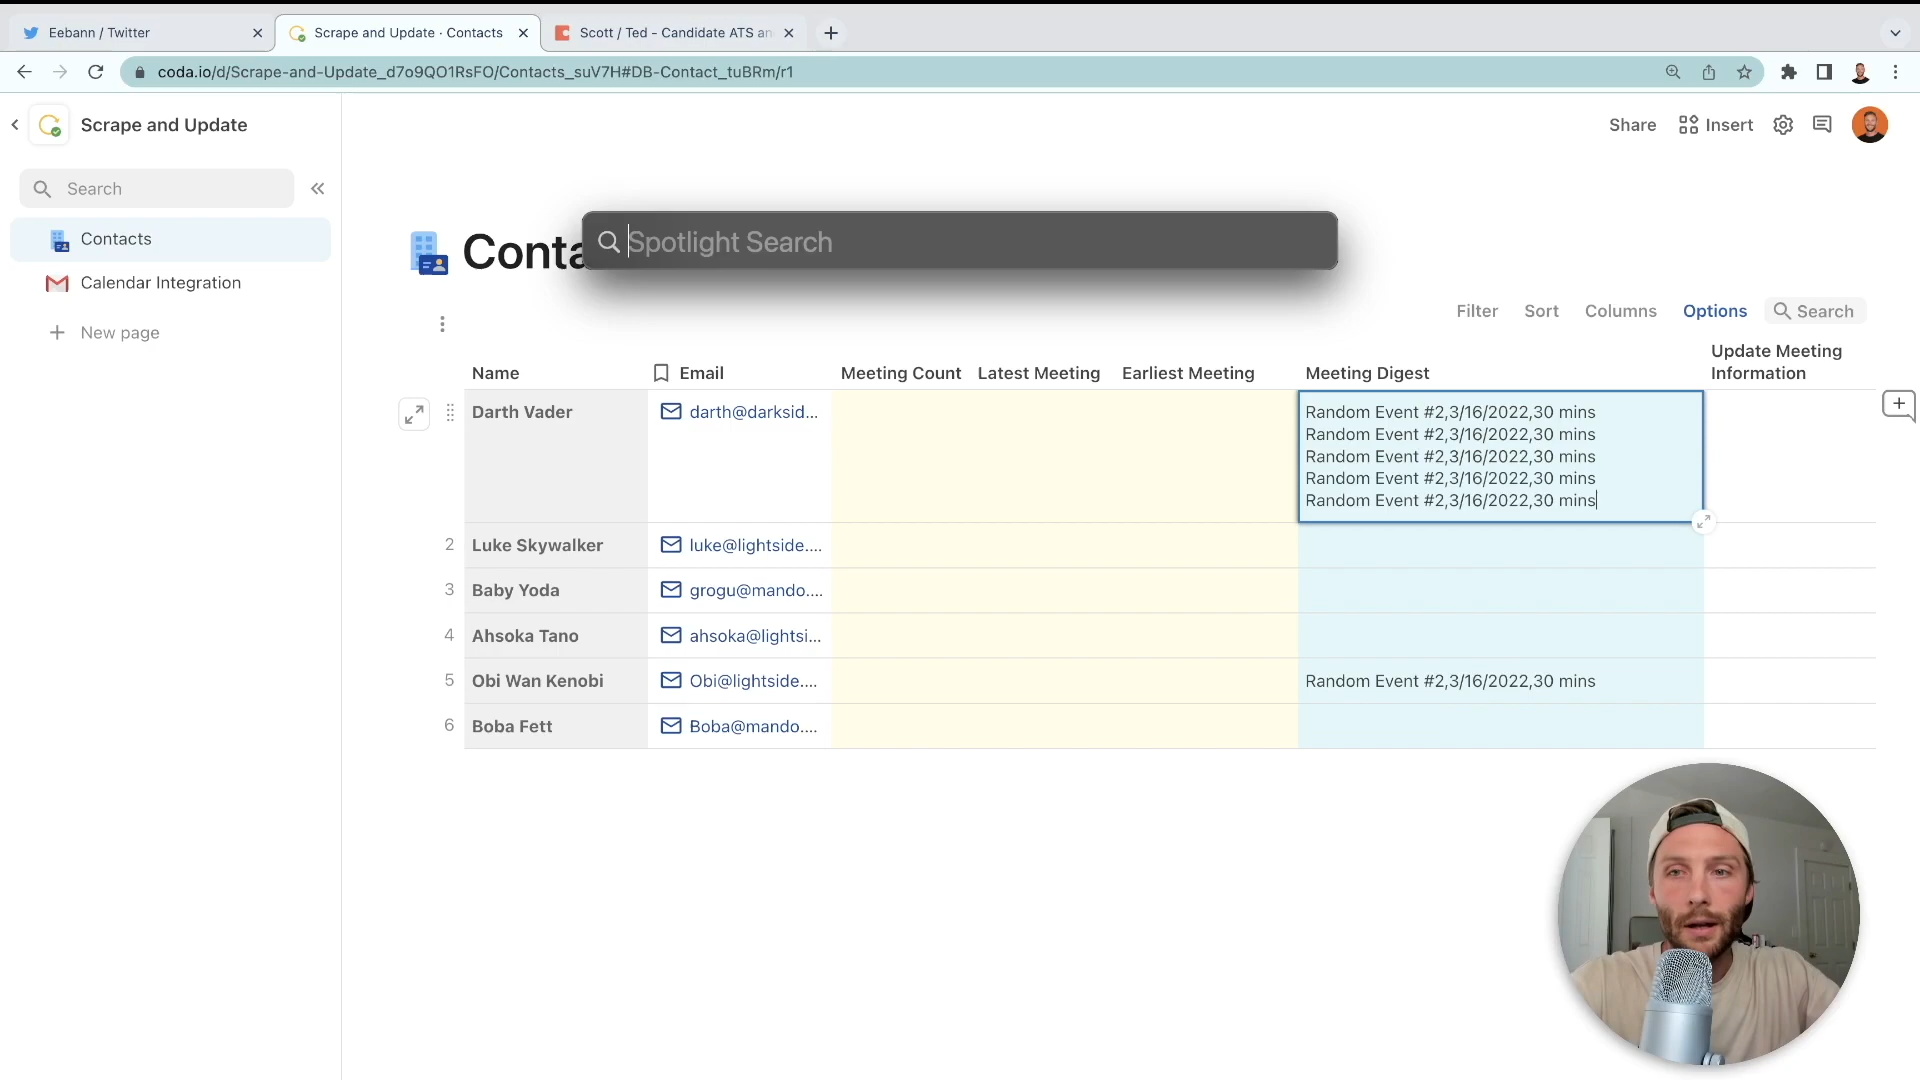 Eebann / Twitter
Scrape and Update · Contacts
Scott / Ted - Candidate ATS an
coda.io/d/Scrape-and-Update_d7o9QO1RsFO/Contacts_suV7H#DB-Contact_tuBRm/r1
Scrape and Update
Share
Insert
Search
Contacts
Calendar Integration
New page
Conta
Spotlight Search
Filter
Sort
Columns
Options
Search
Name
Email
Meeting Count
Latest Meeting
Earliest Meeting
Meeting Digest
Update Meeting
Information
Darth Vader
darth@darksid...
Random Event #2,3/16/2022,30 mins
Random Event #2,3/16/2022,30 mins
Random Event #2,3/16/2022,30 mins
Random Event #2,3/16/2022,30 mins
Random Event #2,3/16/2022,30 mins
2 Luke Skywalker luke@lightside....
3 Baby Yoda grogu@mando....
4 Ahsoka Tano ahsoka@lightsi...
5 Obi Wan Kenobi Obi@lightside.... Random Event #2,3/16/2022,30 mins
6 Boba Fett Boba@mando....